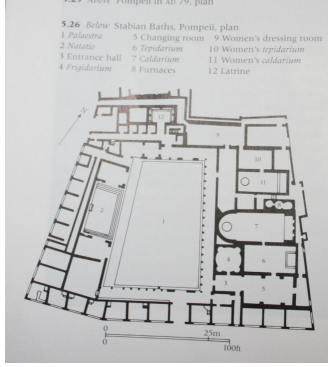 5.25 Above Pompeii in AD 79, plan
5.26 Below Stabian Baths, Pompeii, plan
1 Palaestra 5 Changing room 9 Women's dressing room
2 Natatio 6 Tepidarium 10 Women's tepidarium
3 Entrance hall 7 Caldarium 11 Women's caldarium
4 Frigidarium 8 Furnaces 12 Latrine
N
12
9
10
11
8
2
1
7
4
6
3
5
0 25m
0 100ft